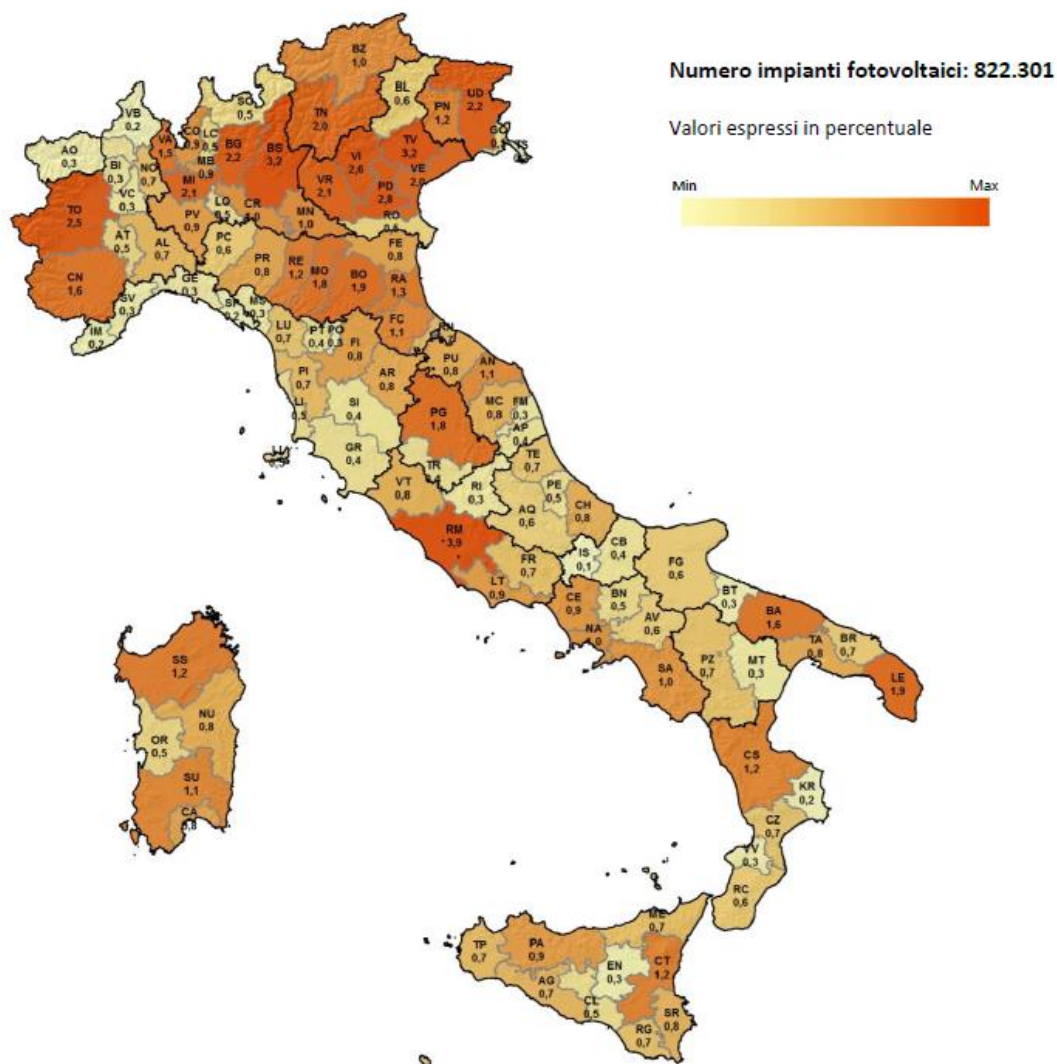 Numero impianti fotovoltaici: 822.301
Valori espressi in percentuale
Min
Max
BZ
1,0
BL
0,6
UD
2,2
PN
1,2
SO
0,5
TN
2,0
VB
0,2
AO
0,3
VA
1,5
CO
0,9
LC
0,5
BG
2,2
BS
3,2
VI
2,6
TV
3,2
VE
2,0
GO
BI
0,3
NO
0,7
MB
0,9
MI
2,1
VR
2,1
PD
2,8
VC
0,3
TO
2,5
PV
0,9
LO
0,5
CR
1,0
MN
1,0
RO
AT
0,5
AL
0,7
PC
0,6
PR
0,8
RE
1,2
MO
1,8
BO
1,9
FE
0,8
RA
1,3
CN
1,6
GE
0,3
SV
0,3
IM
0,2
SP
0,2
MS
0,3
LU
0,7
PT
0,4
PO
0,3
FI
0,8
FC
1,1
PU
0,8
AN
1,1
AR
0,8
PI
0,7
LI
0,5
SI
0,4
PG
1,8
MC
0,8
FM
0,3
AP
0,4
GR
0,4
TR
TE
0,7
VT
0,8
RI
0,3
PE
0,5
AQ
0,6
CH
0,8
RM
3,9
FR
0,7
LT
0,9
IS
0,1
CB
0,4
FG
0,6
CE
0,9
BN
0,5
BT
0,3
BA
1,6
NA
AV
0,6
TA
0,8
BR
0,7
SA
1,0
PZ
0,7
MT
0,3
LE
1,9
SS
1,2
NU
0,8
OR
0,5
SU
1,1
CA
0,8
CS
1,2
KR
0,2
CZ
0,7
VV
0,3
RC
0,6
ME
0,7
TP
0,7
PA
0,9
EN
0,3
CT
1,2
AG
0,7
CL
0,5
RG
0,7
SR
0,8